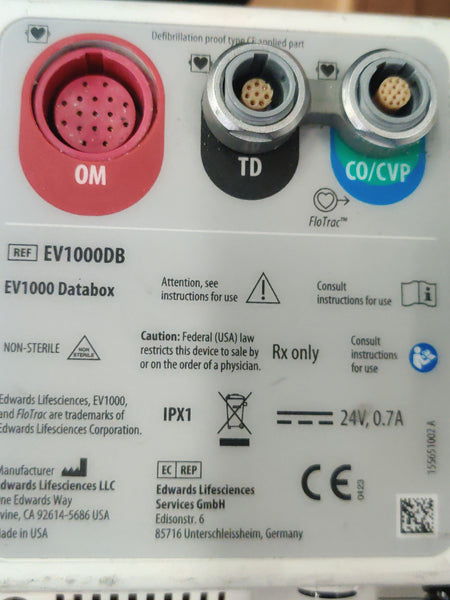 Defibrillation proof type CF applied part
OM
TD
CO/CVP
FloTrac™
REF EV1000DB
EV1000 Databox
Attention, see
instructions for use
Consult
instructions for use
NON-STERILE
NON
STERILE
Caution: Federal (USA) law
restricts this device to sale by
or on the order of a physician.
Rx only
Consult
instructions
for use
Edwards Lifesciences, EV1000,
and FloTrac are trademarks of
Edwards Lifesciences Corporation.
IPX1
24V, 0.7A
155651002 A
Manufacturer
Edwards Lifesciences LLC
One Edwards Way
Irvine, CA 92614-5686 USA
Made in USA
EC REP
Edwards Lifesciences
Services GmbH
Edisonstr. 6
85716 Unterschleissheim, Germany
CE
0423